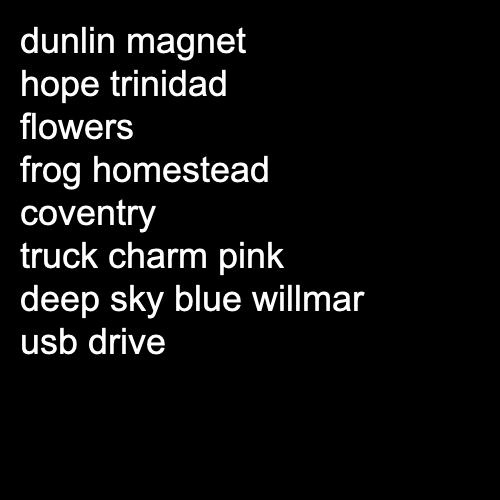 dunlin magnet
hope trinidad
flowers
frog homestead
coventry
truck charm pink
deep sky blue willmar
usb drive